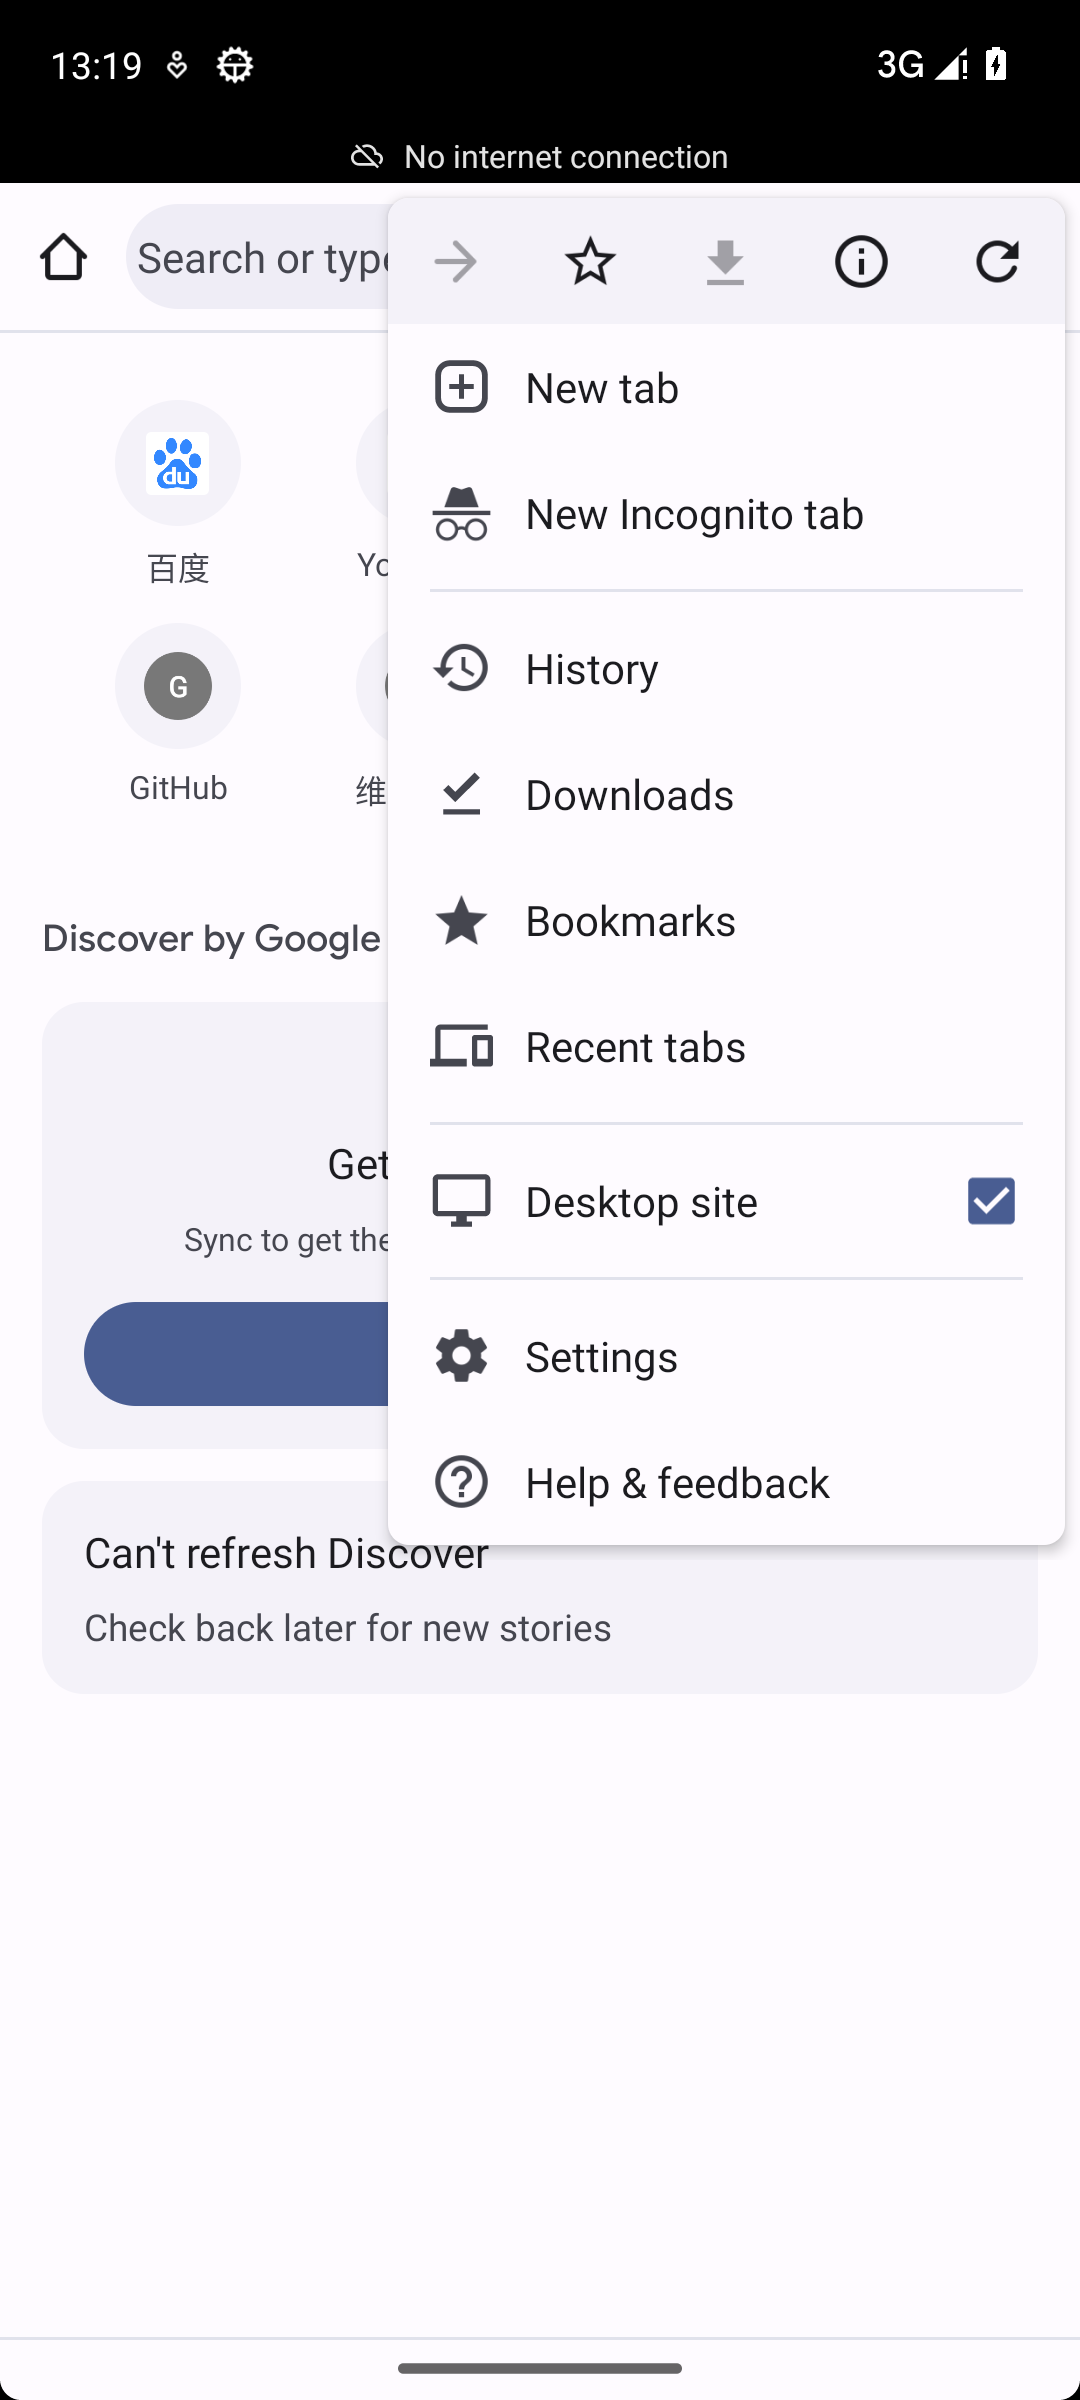 13:19
3G
No internet connection
Search or type
New tab
New Incognito tab
du
百度
Yo
History
G
GitHub
维
Downloads
Bookmarks
Discover by Google
Recent tabs
Get
Desktop site
Sync to get the
Settings
Help & feedback
Can't refresh Discover
Check back later for new stories